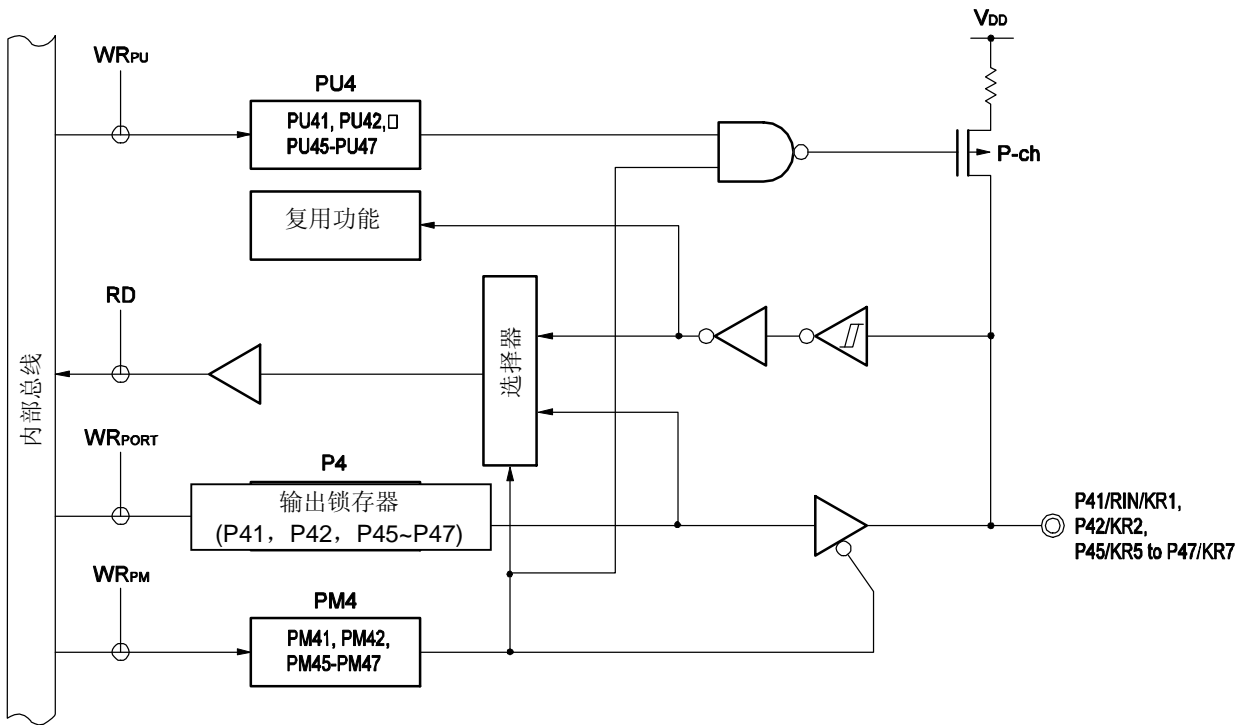 VDD
WRPU
PU4
PU41, PU42,□
PU45-PU47
P-ch
复用功能
RD
选择器
内部总线
WRPORT
P4
输出锁存器
(P41，P42，P45~P47)
P41/RIN/KR1,
P42/KR2,
P45/KR5 to P47/KR7
WRPM
PM4
PM41, PM42,
PM45-PM47